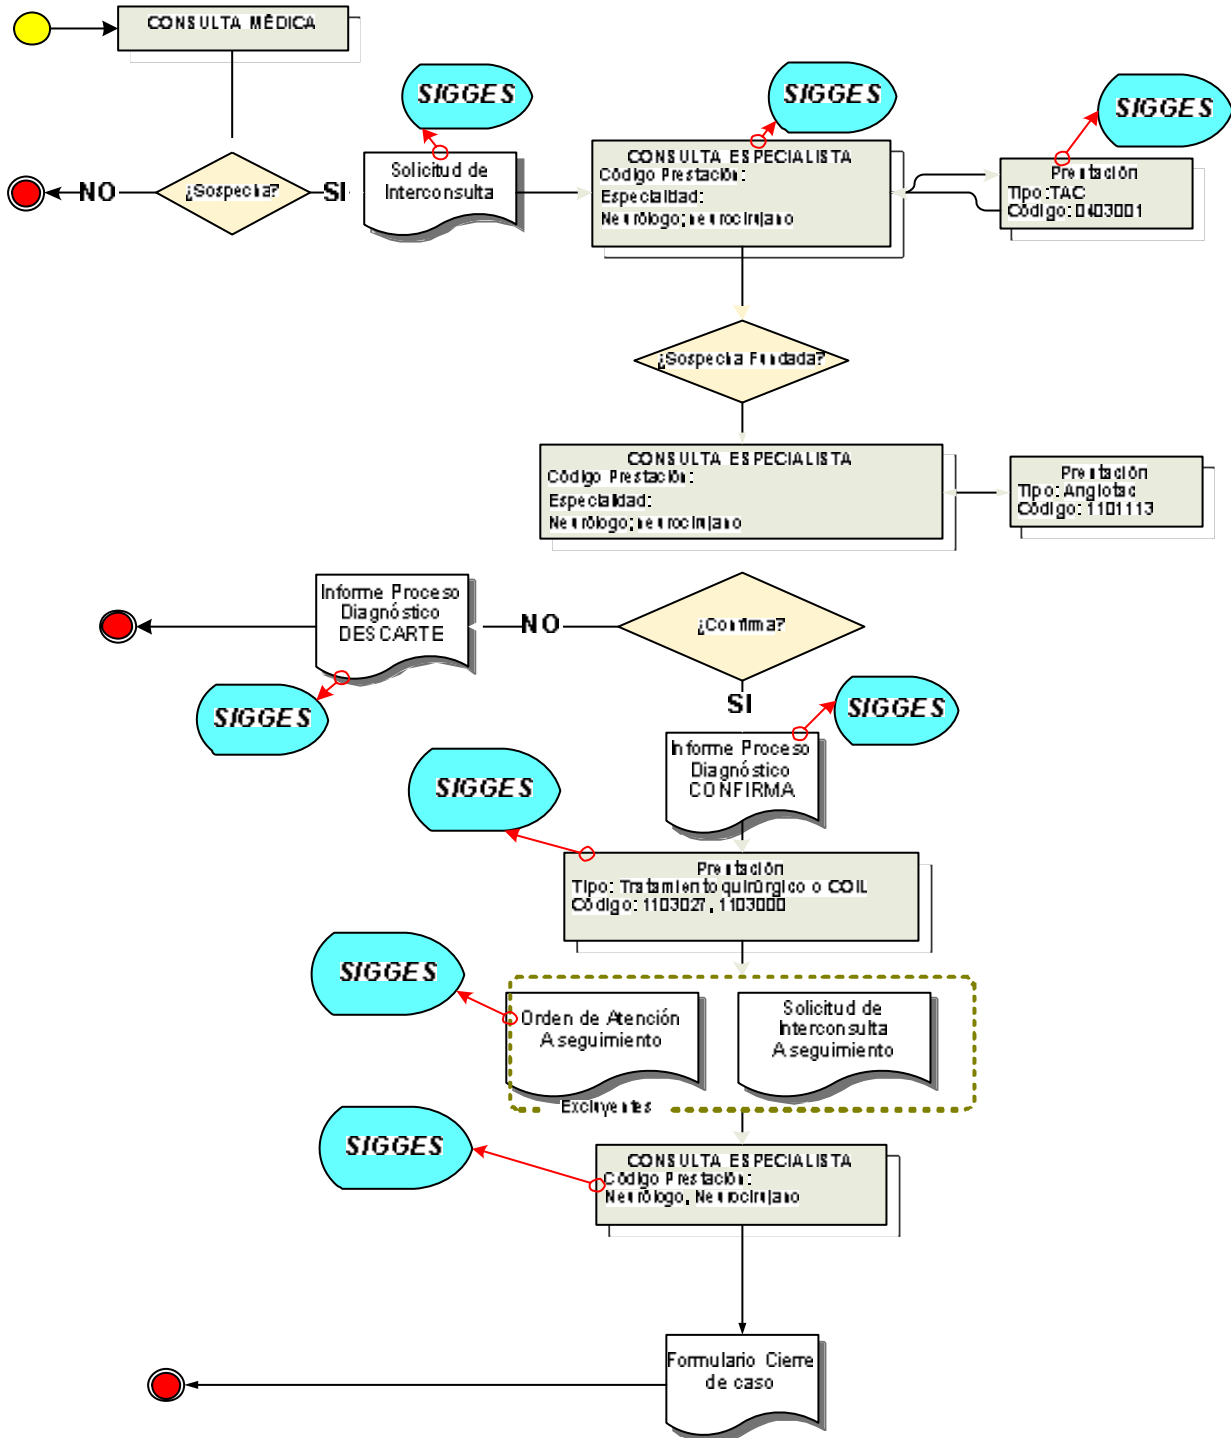 CONSULTA MÉDICA
SIGGES
SIGGES
SIGGES
¿Sospecha?
NO
SI
Solicitud de
Interconsulta
CONSULTA ESPECIALISTA
Código Prestación:
Especialidad:
Neurólogo; neurocirujano
Prestación
Tipo: TAC
Código: 0403001
¿Sospecha Fundada?
CONSULTA ESPECIALISTA
Código Prestación:
Especialidad:
Neurólogo; neurocirujano
Prestación
Tipo: Angiotac
Código: 1101113
Informe Proceso
Diagnóstico
DESCARTE
NO
¿Confirma?
SI
SIGGES
SIGGES
Informe Proceso
Diagnóstico
CONFIRMA
SIGGES
Prestación
Tipo: Tratamiento quirúrgico o COIL
Código: 1103027, 1103000
SIGGES
Orden de Atención
A seguimiento
Solicitud de
Interconsulta
A seguimiento
Excluyentes
SIGGES
CONSULTA ESPECIALISTA
Código Prestación:
Neurólogo, Neurocirujano
Formulario Cierre
de caso